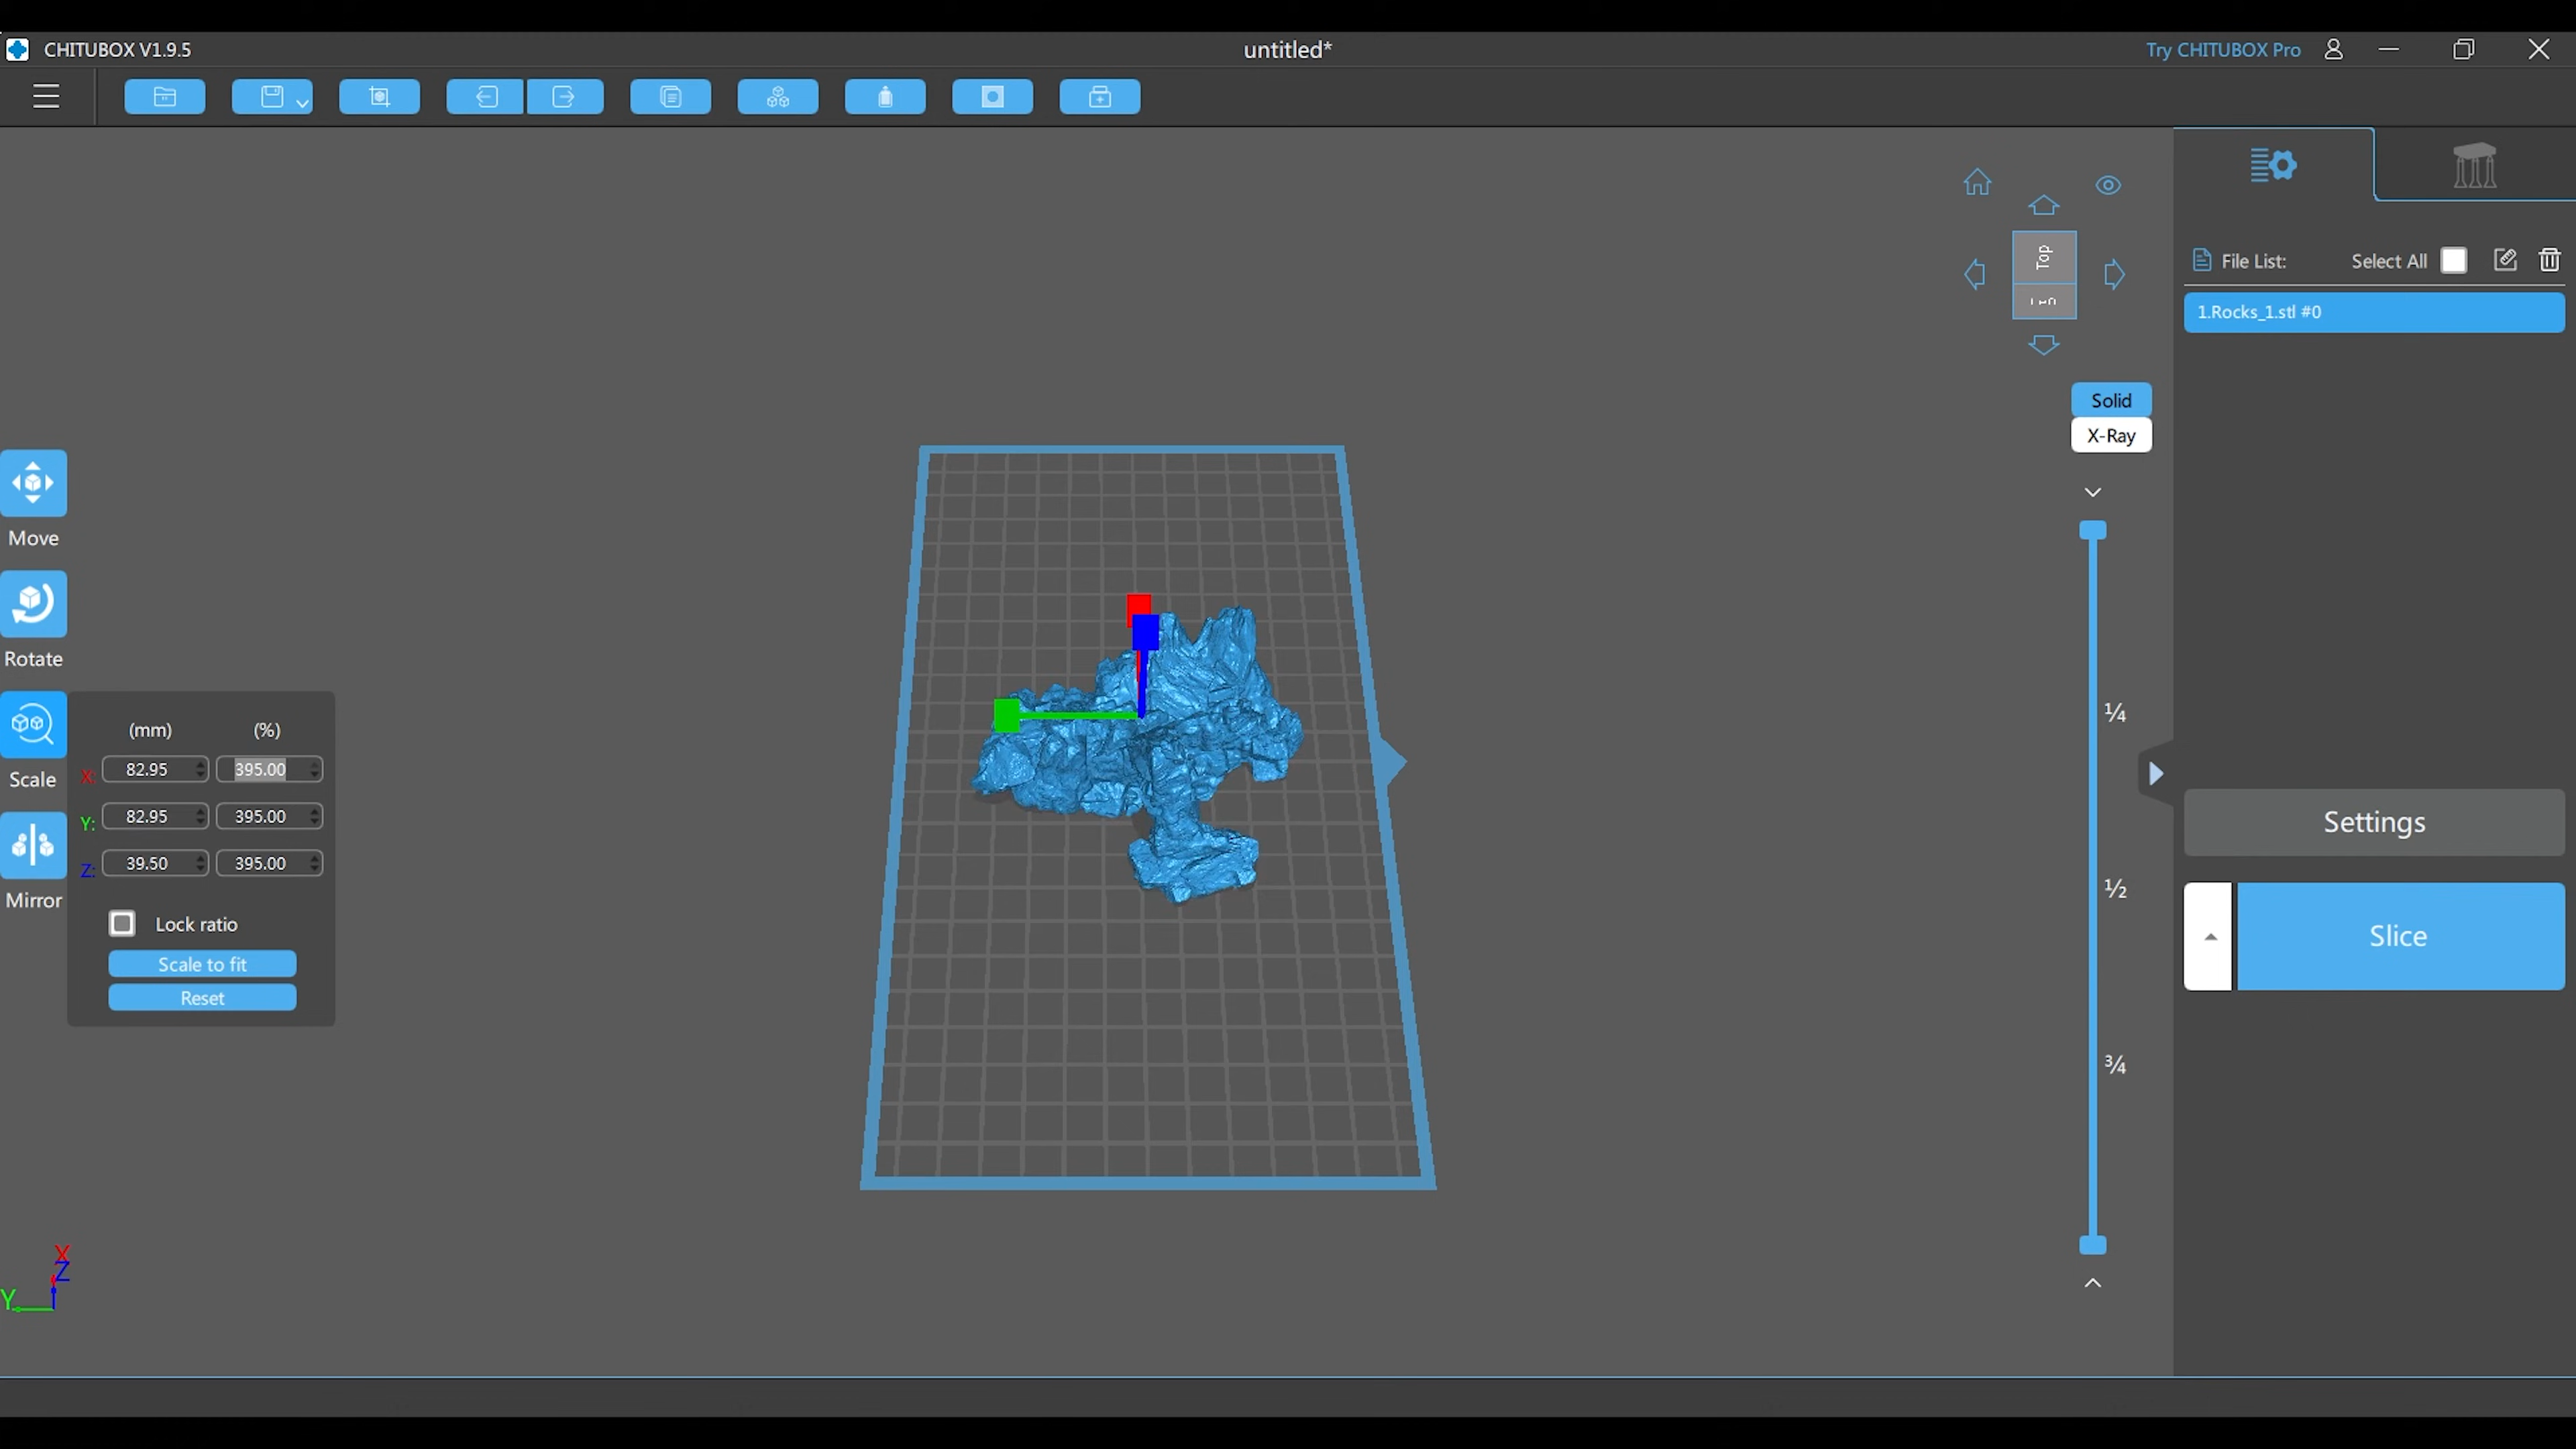 CHITUBOX V1.9.5
untitled*
Try CHITUBOX Pro
Top
File List:
Select All
1.Rocks_1.stl #0
Solid
X-Ray
Move
Rotate
(mm) (%)
X: 82.95 395.00
Scale
Y: 82.95 395.00
Z: 39.50 395.00
Mirror
Lock ratio
Scale to fit
Reset
¼
½
¾
Settings
Slice
X
Z
Y